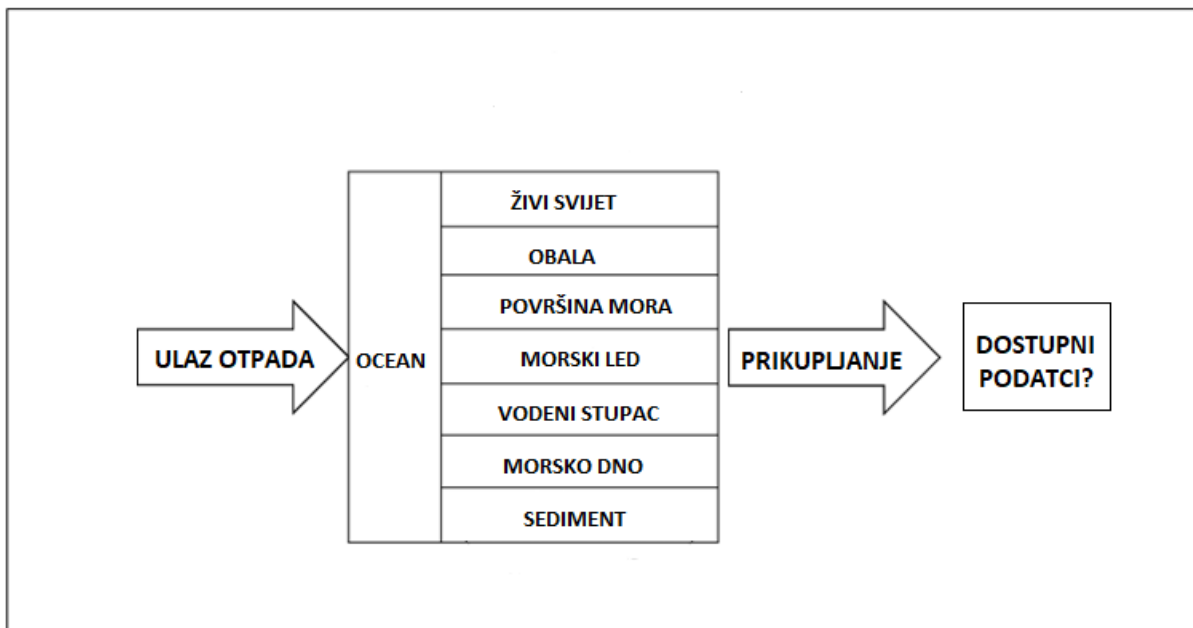 ŽIVI SVIJET
OBALA
POVRŠINA MORA
ULAZ OTPADA
OCEAN
MORSKI LED
PRIKUPLJANJE
DOSTUPNI
PODATCI?
VODENI STUPAC
MORSKO DNO
SEDIMENT